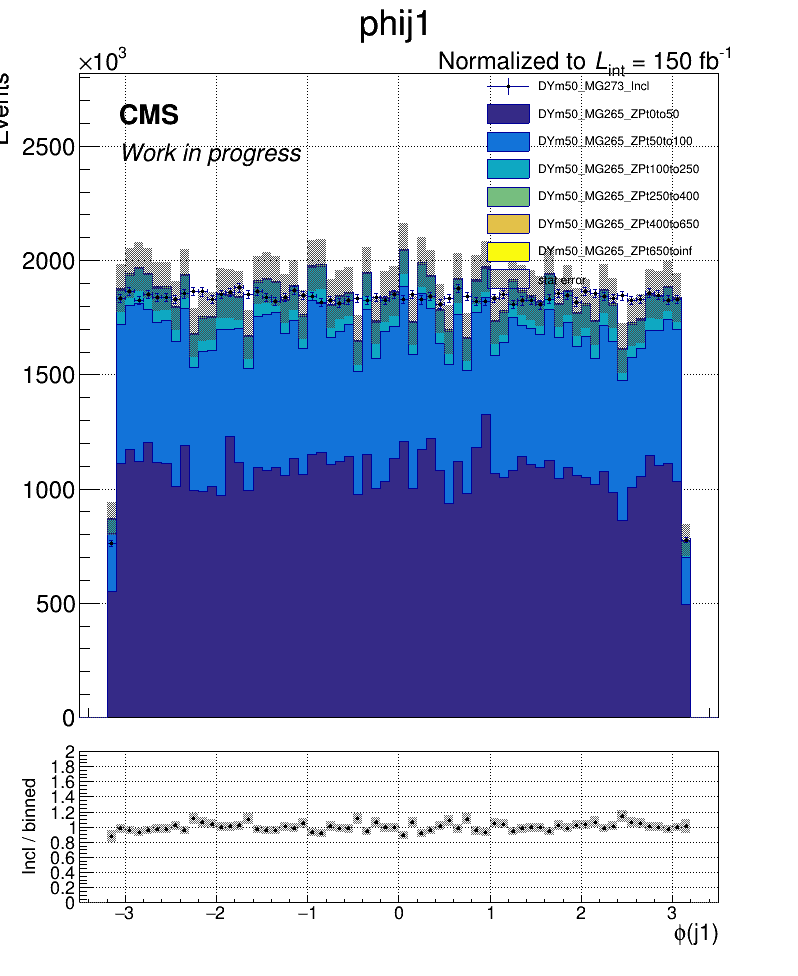 phij1
×10³
Normalized to L_int = 150 fb⁻¹
Events
CMS
Work in progress
DYm50_MG273_Incl
DYm50_MG265_ZPt0to50
DYm50_MG265_ZPt50to100
DYm50_MG265_ZPt100to250
DYm50_MG265_ZPt250to400
DYm50_MG265_ZPt400to650
DYm50_MG265_ZPt650toinf
stat error
2500
2000
1500
1000
500
0
Incl / binned
2
1.8
1.6
1.4
1.2
1
0.8
0.6
0.4
0.2
0
−3 −2 −1 0 1 2 3
ϕ(j1)